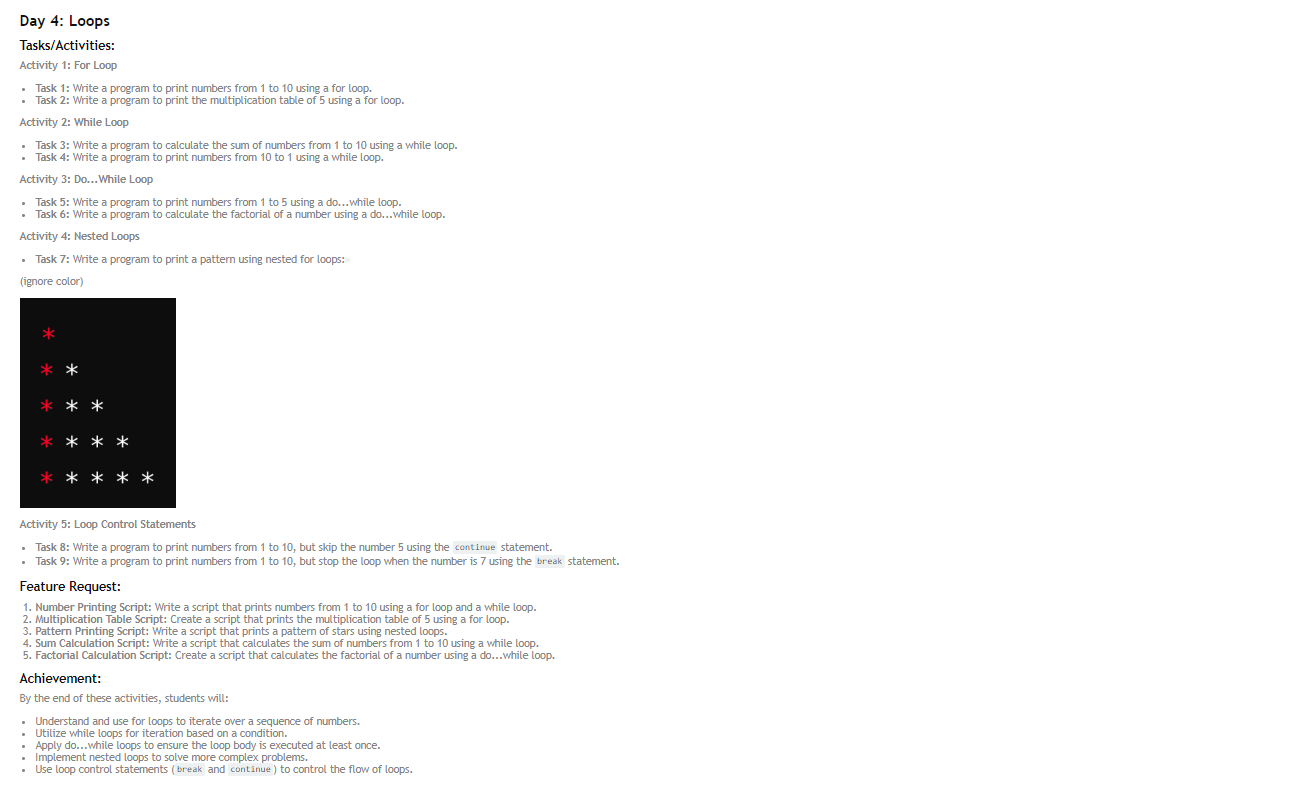 Day 4: Loops
Tasks/Activities:
Activity 1: For Loop
• Task 1: Write a program to print numbers from 1 to 10 using a for loop.
• Task 2: Write a program to print the multiplication table of 5 using a for loop.
Activity 2: While Loop
• Task 3: Write a program to calculate the sum of numbers from 1 to 10 using a while loop.
• Task 4: Write a program to print numbers from 10 to 1 using a while loop.
Activity 3: Do...While Loop
• Task 5: Write a program to print numbers from 1 to 5 using a do...while loop.
• Task 6: Write a program to calculate the factorial of a number using a do...while loop.
Activity 4: Nested Loops
• Task 7: Write a program to print a pattern using nested for loops:
(ignore color)
*
* *
* * *
* * * *
* * * * *
Activity 5: Loop Control Statements
• Task 8: Write a program to print numbers from 1 to 10, but skip the number 5 using the continue statement.
• Task 9: Write a program to print numbers from 1 to 10, but stop the loop when the number is 7 using the break statement.
Feature Request:
1. Number Printing Script: Write a script that prints numbers from 1 to 10 using a for loop and a while loop.
2. Multiplication Table Script: Create a script that prints the multiplication table of 5 using a for loop.
3. Pattern Printing Script: Write a script that prints a pattern of stars using nested loops.
4. Sum Calculation Script: Write a script that calculates the sum of numbers from 1 to 10 using a while loop.
5. Factorial Calculation Script: Create a script that calculates the factorial of a number using a do...while loop.
Achievement:
By the end of these activities, students will:
• Understand and use for loops to iterate over a sequence of numbers.
• Utilize while loops for iteration based on a condition.
• Apply do...while loops to ensure the loop body is executed at least once.
• Implement nested loops to solve more complex problems.
• Use loop control statements (break and continue) to control the flow of loops.